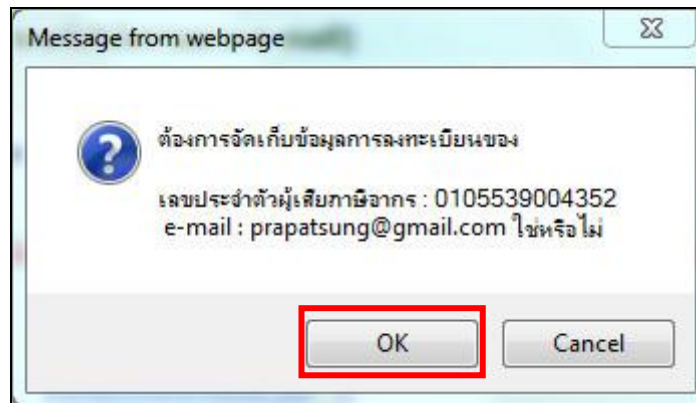 Message from webpage
ต้องการจัดเก็บข้อมูลการลงทะเบียนของ
เลขประจำตัวผู้เสียภาษีอากร : 0105539004352
e-mail : prapatsung@gmail.com ใช่หรือไม่
OK Cancel